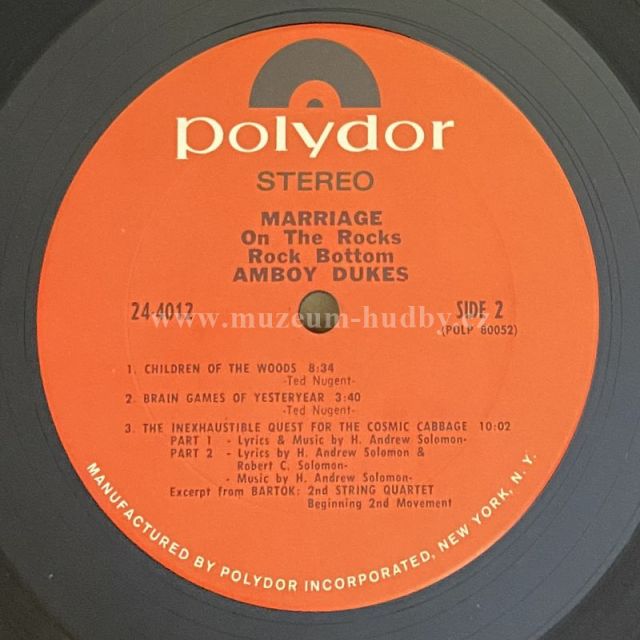 polydor
STEREO
MARRIAGE
On The Rocks
Rock Bottom
AMBOY DUKES
24-4012 SIDE 2
(POLP 80052)
www.muzeum-hudby.cz
1. CHILDREN OF THE WOODS 8:34
-Ted Nugent-
2. BRAIN GAMES OF YESTERYEAR 3:40
-Ted Nugent-
3. THE INEXHAUSTIBLE QUEST FOR THE COSMIC CABBAGE 10:02
PART 1 - Lyrics & Music by H. Andrew Solomon-
PART 2 - Lyrics by H. Andrew Solomon &
Robert C. Solomon-
- Music by H. Andrew Solomon-
Excerpt from BARTOK: 2nd STRING QUARTET
Beginning 2nd Movement
MANUFACTURED BY POLYDOR INCORPORATED, NEW YORK, N.Y.